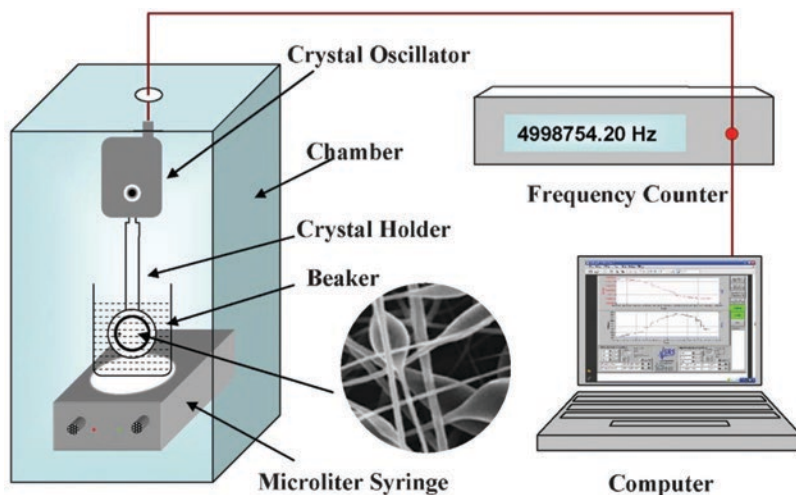 Crystal Oscillator
Chamber
Crystal Holder
Beaker
Microliter Syringe
4998754.20 Hz
Frequency Counter
Computer